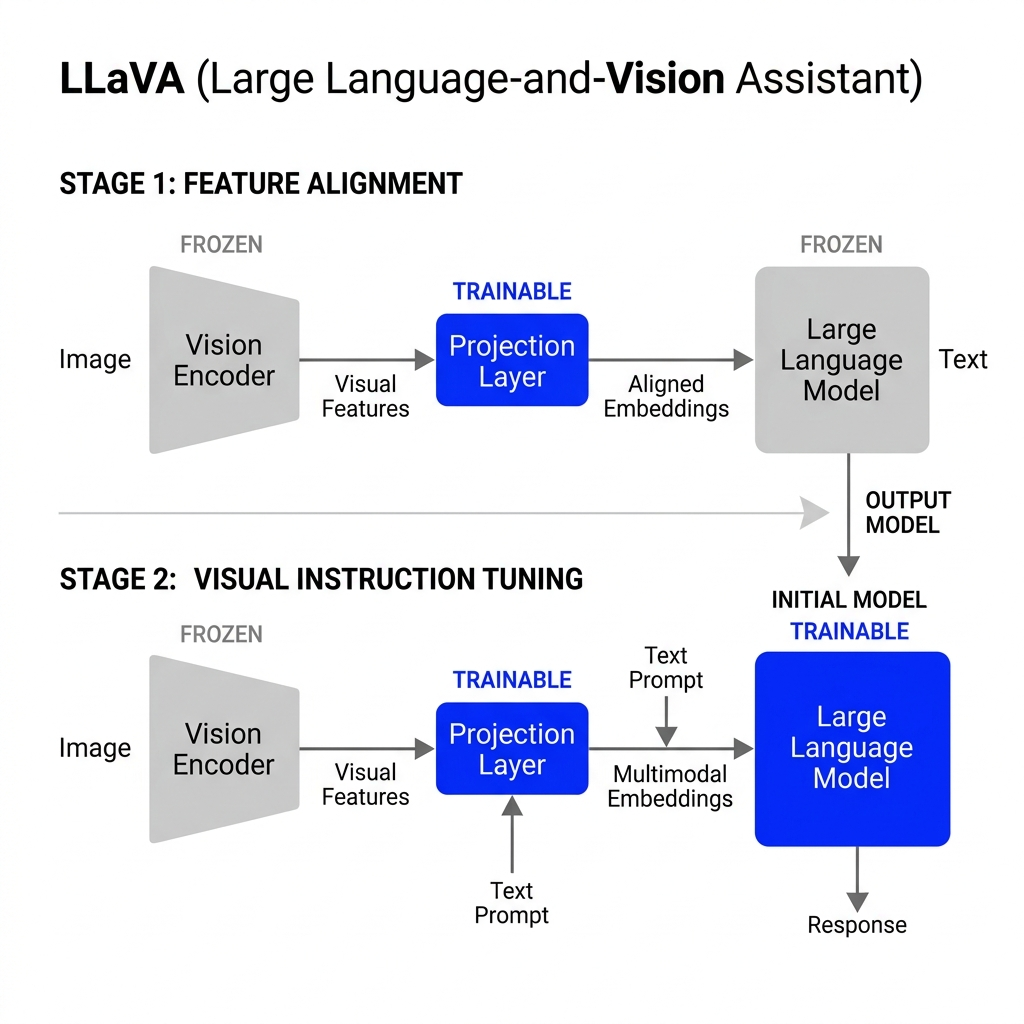 LLaVA (Large Language-and-Vision Assistant)
STAGE 1: FEATURE ALIGNMENT
FROZEN
FROZEN
TRAINABLE
Image
Vision
Encoder
Visual
Features
Projection
Layer
Aligned
Embeddings
Large
Language
Model
Text
OUTPUT
MODEL
STAGE 2: VISUAL INSTRUCTION TUNING
INITIAL MODEL
TRAINABLE
FROZEN
TRAINABLE
Text
Prompt
Image
Vision
Encoder
Visual
Features
Projection
Layer
Multimodal
Embeddings
Large
Language
Model
Text
Prompt
Response